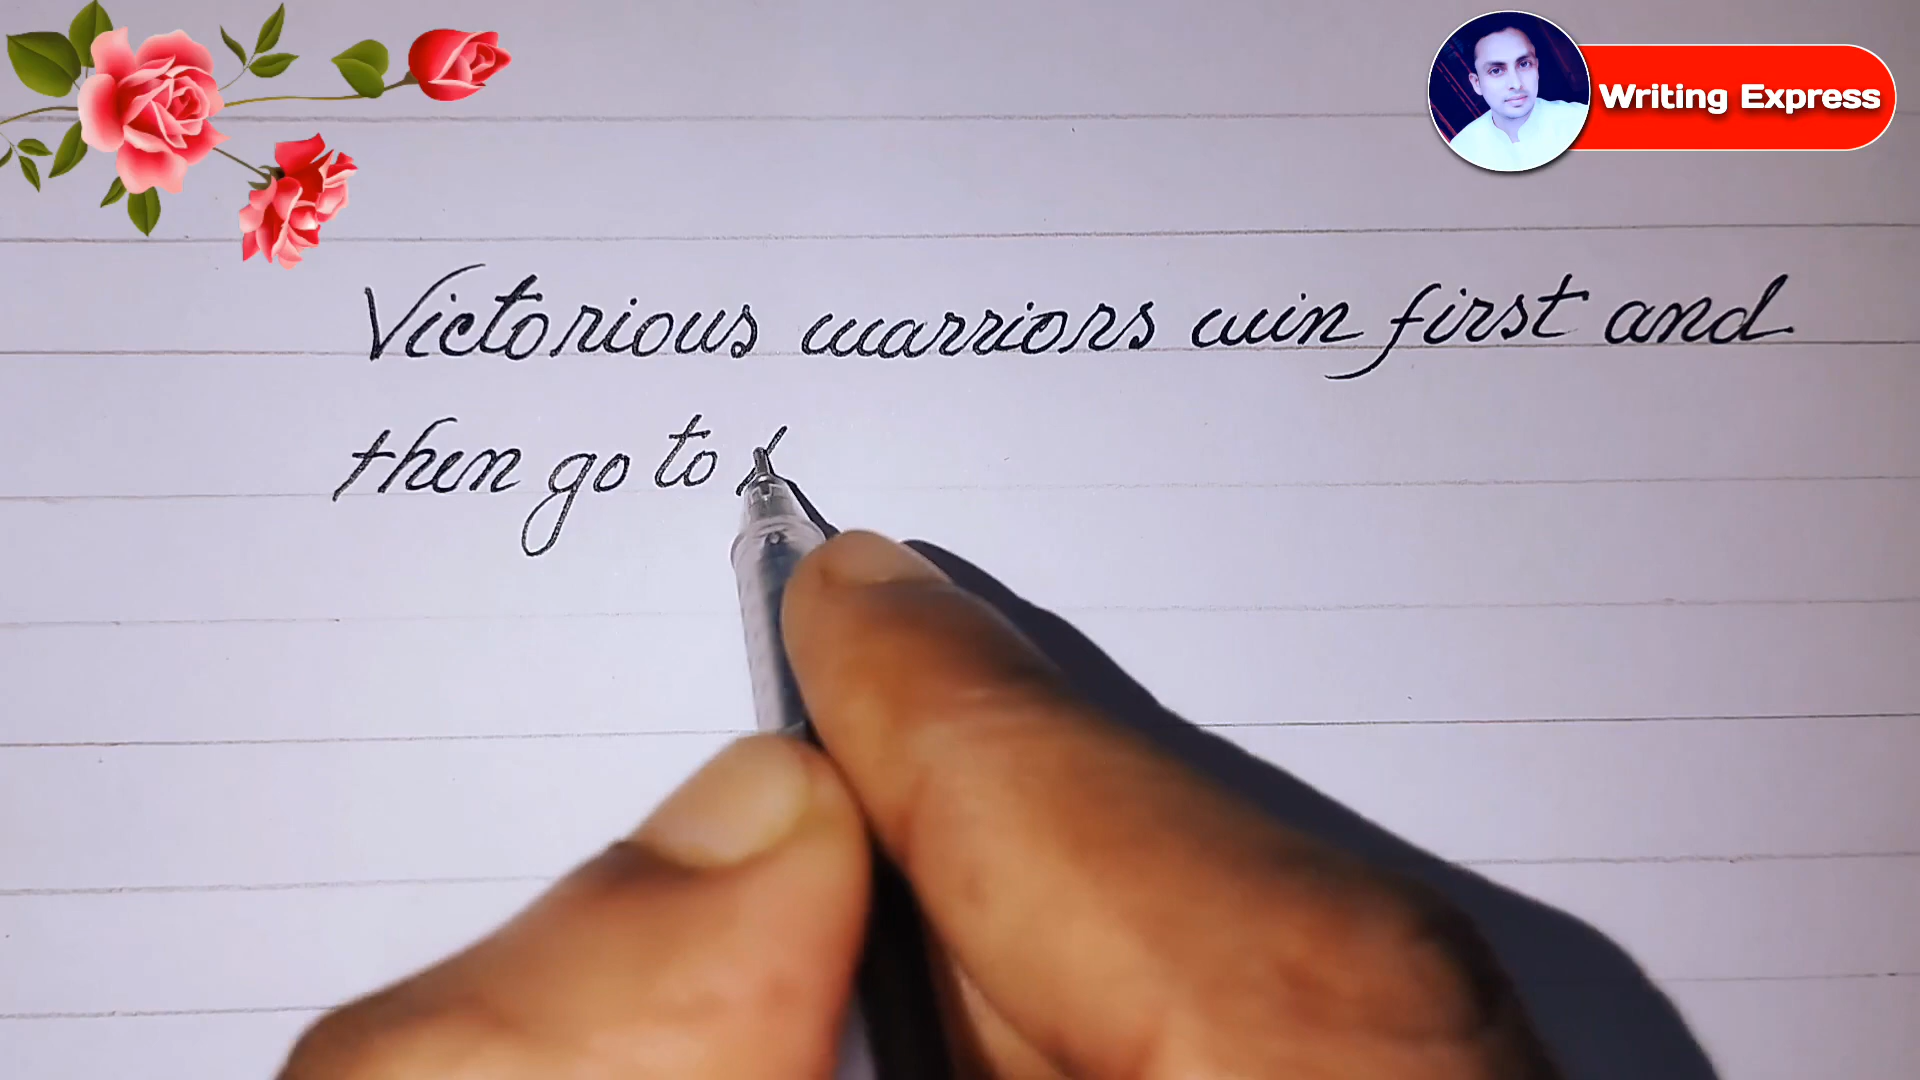 Writing Express
Victorious warriors win first and
then go to